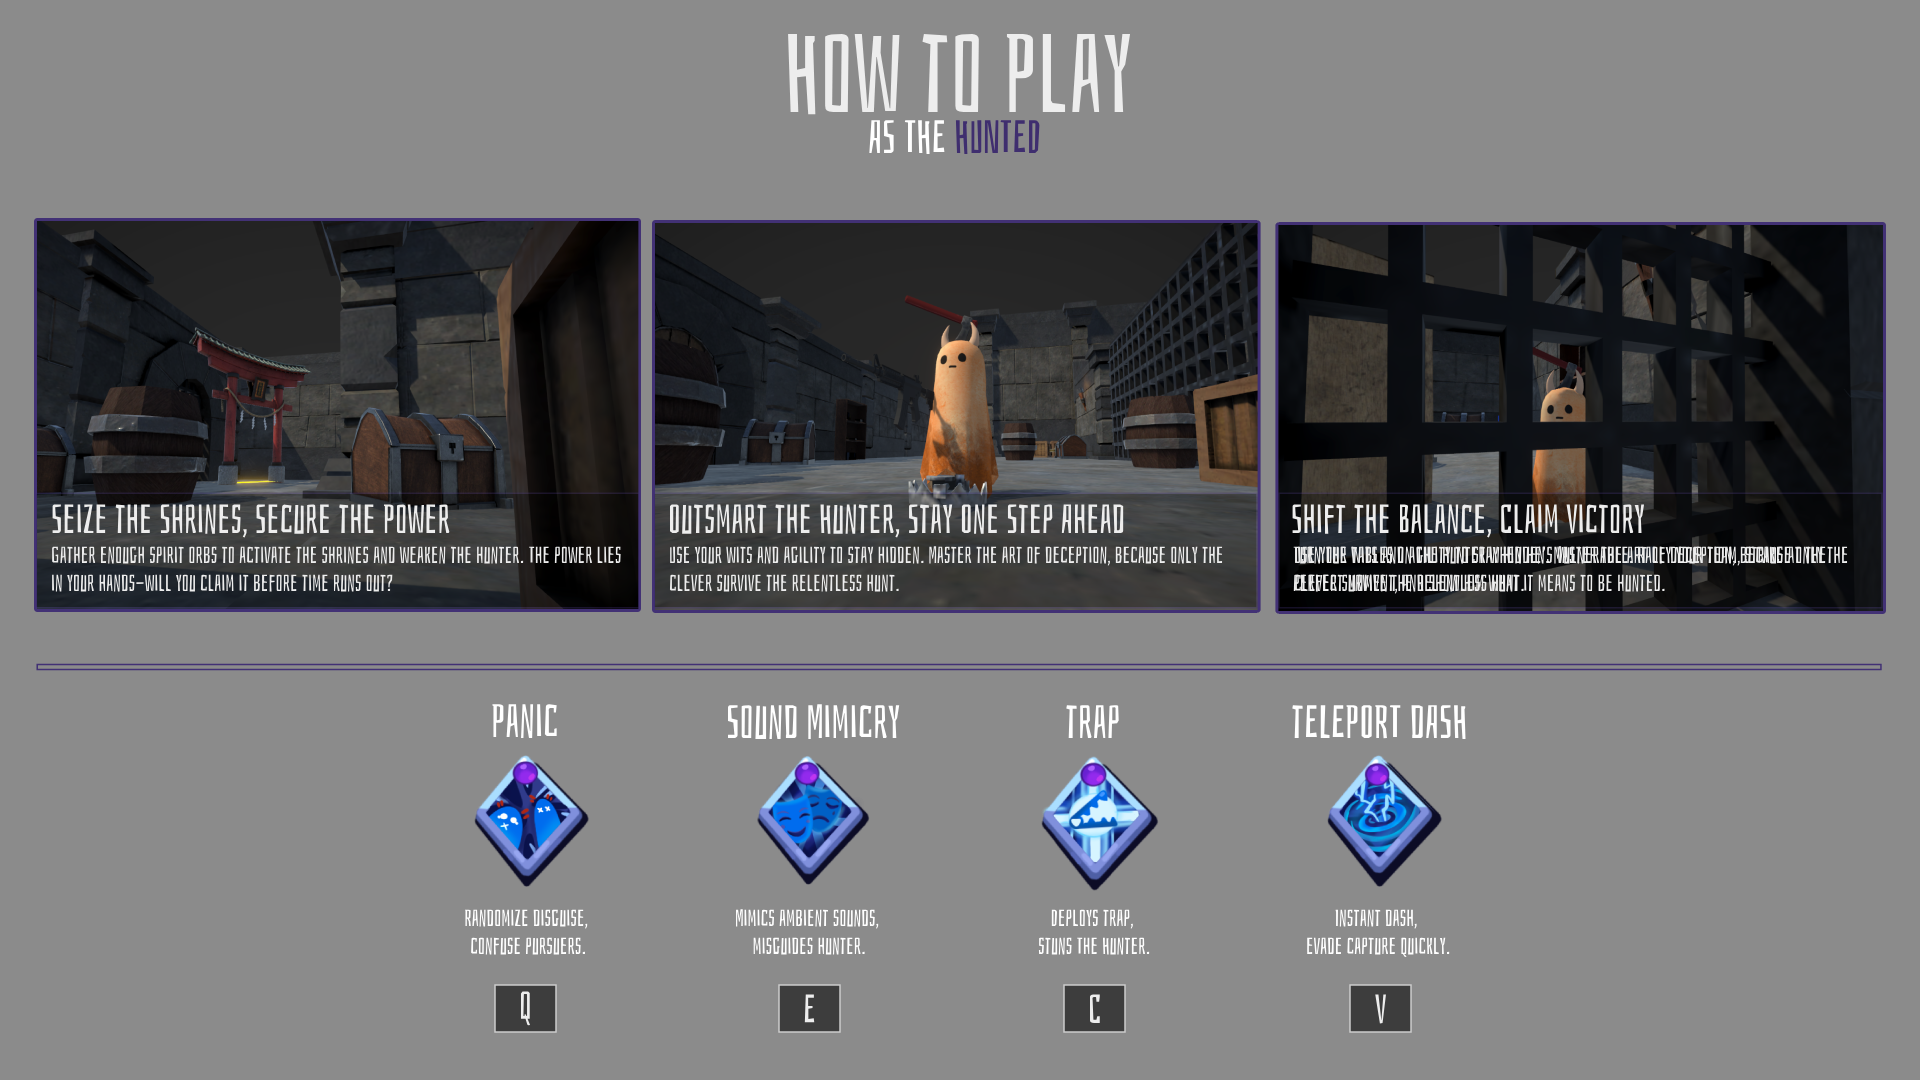 HOW TO PLAY
AS THE HUNTED
SEIZE THE SHRINES, SECURE THE POWER
GATHER ENOUGH SPIRIT ORBS TO ACTIVATE THE SHRINES AND WEAKEN THE HUNTER. THE POWER LIES
IN YOUR HANDS—WILL YOU CLAIM IT BEFORE TIME RUNS OUT?
OUTSMART THE HUNTER, STAY ONE STEP AHEAD
USE YOUR WITS AND AGILITY TO STAY HIDDEN. MASTER THE ART OF DECEPTION, BECAUSE ONLY THE
CLEVER SURVIVE THE RELENTLESS HUNT.
SHIFT THE BALANCE, CLAIM VICTORY
THE
IT MEANS TO BE HUNTED.
PANIC
SOUND MIMICRY
TRAP
TELEPORT DASH
RANDOMIZE DISGUISE,
CONFUSE PURSUERS.
MIMICS AMBIENT SOUNDS,
MISGUIDES HUNTER.
DEPLOYS TRAP,
STUNS THE HUNTER.
INSTANT DASH,
EVADE CAPTURE QUICKLY.
Q
E
C
V